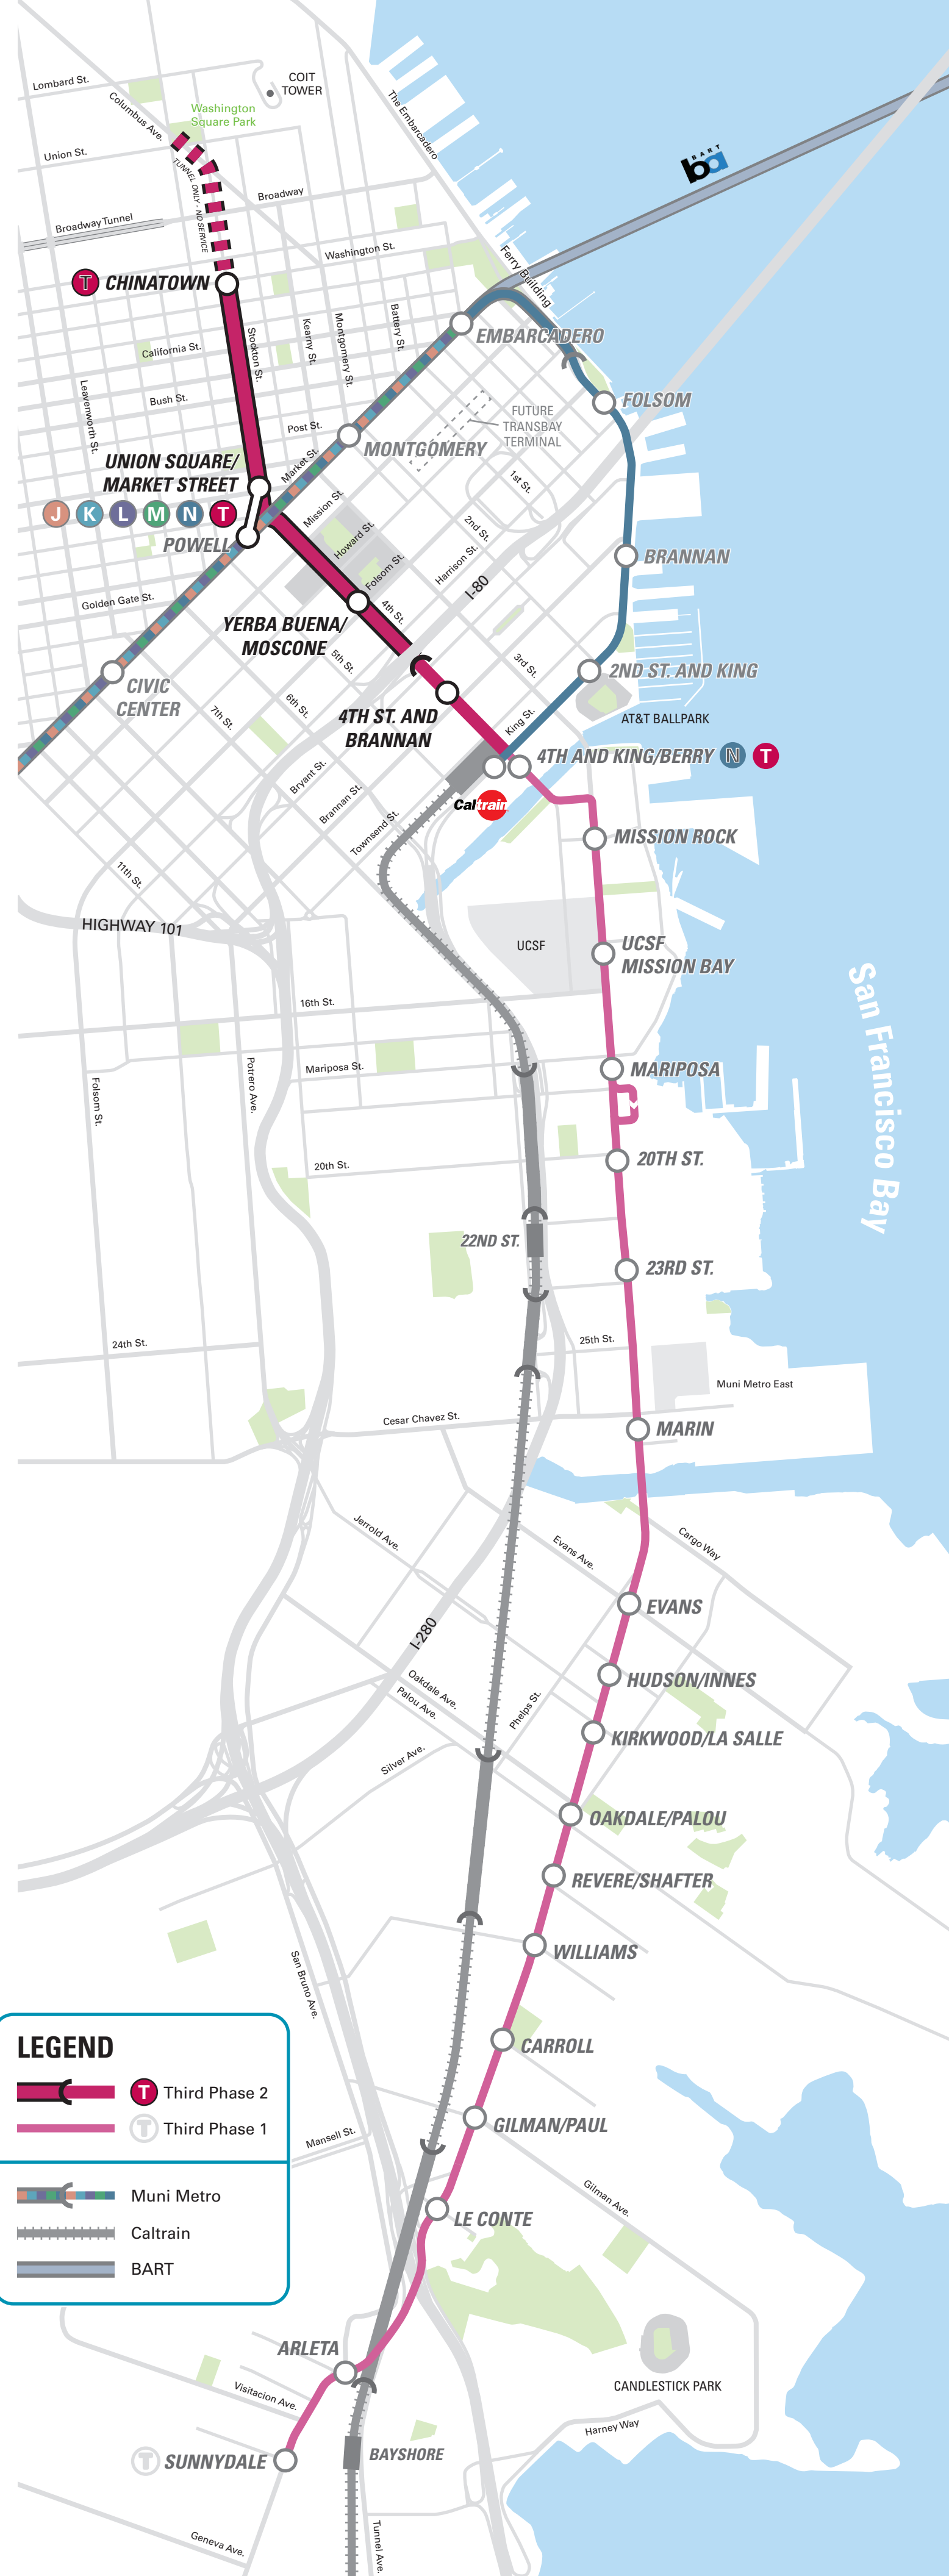 COIT
TOWER
Lombard St.
Columbus Ave.
Washington
Square Park
The Embarcadero
Union St.
TUNNEL ONLY - NO SERVICE
BART
ba
Broadway
Broadway Tunnel
Washington St.
Ferry Building
T CHINATOWN
EMBARCADERO
Stockton St.
Kearny St.
Montgomery St.
Battery St.
California St.
Leavenworth St.
Bush St.
FOLSOM
FUTURE
TRANSBAY
TERMINAL
Post St.
MONTGOMERY
Market St.
UNION SQUARE/
MARKET STREET
J K L M N T
POWELL
1st St.
Mission St.
2nd St.
Howard St.
Harrison St.
BRANNAN
Folsom St.
I-80
Golden Gate St.
4th St.
YERBA BUENA/
MOSCONE
5th St.
3rd St.
2ND ST. AND KING
CIVIC
CENTER
6th St.
7th St.
4TH ST. AND
BRANNAN
King St.
AT&T BALLPARK
4TH AND KING/BERRY N T
Bryant St.
Brannan St.
Caltrain
Townsend St.
MISSION ROCK
11th St.
HIGHWAY 101
UCSF
UCSF
MISSION BAY
San Francisco Bay
16th St.
Mariposa St.
MARIPOSA
Folsom St.
Potrero Ave.
M
20TH ST.
20th St.
22ND ST.
23RD ST.
24th St.
25th St.
Muni Metro East
Cesar Chavez St.
MARIN
Jerrold Ave.
Evans Ave.
Cargo Way
EVANS
I-280
HUDSON/INNES
Oakdale Ave.
Palou Ave.
Phelps St.
KIRKWOOD/LA SALLE
Silver Ave.
OAKDALE/PALOU
REVERE/SHAFTER
WILLIAMS
San Bruno Ave.
CARROLL
LEGEND
T Third Phase 2
T Third Phase 1
Muni Metro
Caltrain
BART
GILMAN/PAUL
Mansell St.
Gilman Ave.
LE CONTE
ARLETA
CANDLESTICK PARK
Visitacion Ave.
Harney Way
T SUNNYDALE
BAYSHORE
Geneva Ave.
Tunnel Ave.